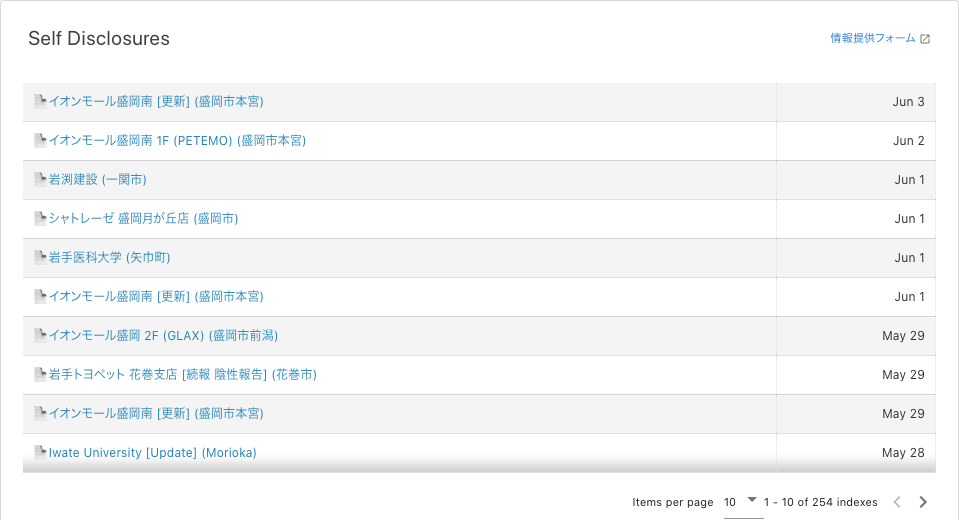 Self Disclosures
情報提供フォーム
イオンモール盛岡南 [更新] (盛岡市本宮) Jun 3
イオンモール盛岡南 1F (PETEMO) (盛岡市本宮) Jun 2
岩渕建設 (一関市) Jun 1
シャトレーゼ 盛岡月が丘店 (盛岡市) Jun 1
岩手医科大学 (矢巾町) Jun 1
イオンモール盛岡南 [更新] (盛岡市本宮) Jun 1
イオンモール盛岡 2F (GLAX) (盛岡市前潟) May 29
岩手トヨペット 花巻支店 [続報 陰性報告] (花巻市) May 29
イオンモール盛岡南 [更新] (盛岡市本宮) May 29
Iwate University [Update] (Morioka) May 28
Items per page 10 1 - 10 of 254 indexes